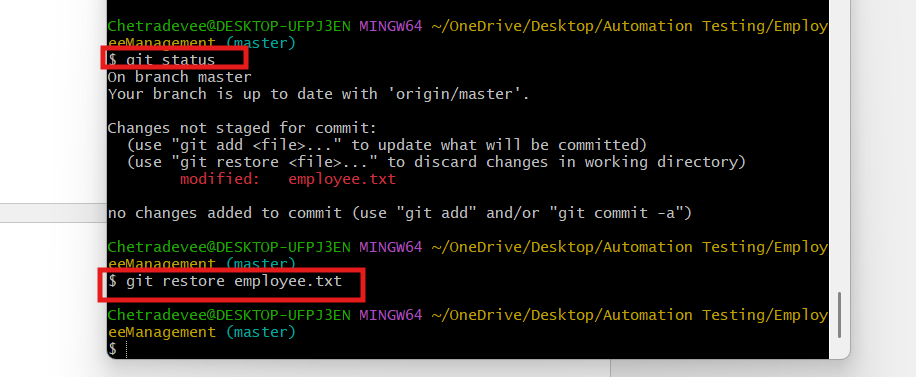 Chetradevee@DESKTOP-UFPJ3EN MINGW64 ~/OneDrive/Desktop/Automation Testing/Employ
eeManagement (master)
$ git status
On branch master
Your branch is up to date with 'origin/master'.
Changes not staged for commit:
(use "git add <file>..." to update what will be committed)
(use "git restore <file>..." to discard changes in working directory)
modified: employee.txt
no changes added to commit (use "git add" and/or "git commit -a")
Chetradevee@DESKTOP-UFPJ3EN MINGW64 ~/OneDrive/Desktop/Automation Testing/Employ
eeManagement (master)
$ git restore employee.txt
Chetradevee@DESKTOP-UFPJ3EN MINGW64 ~/OneDrive/Desktop/Automation Testing/Employ
eeManagement (master)
$